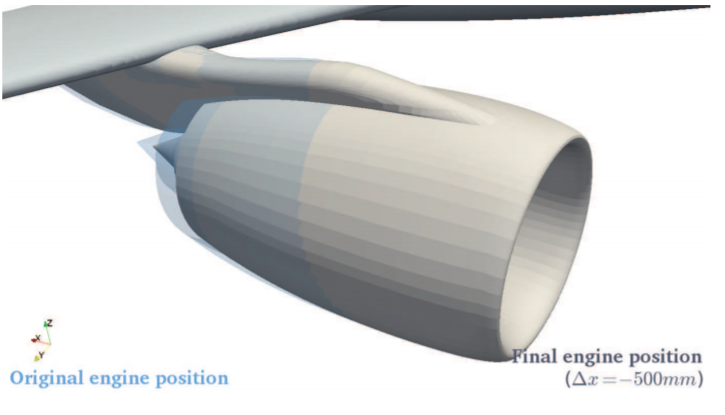 Z
X
Y
Original engine position
Final engine position
(Δx=−500mm)